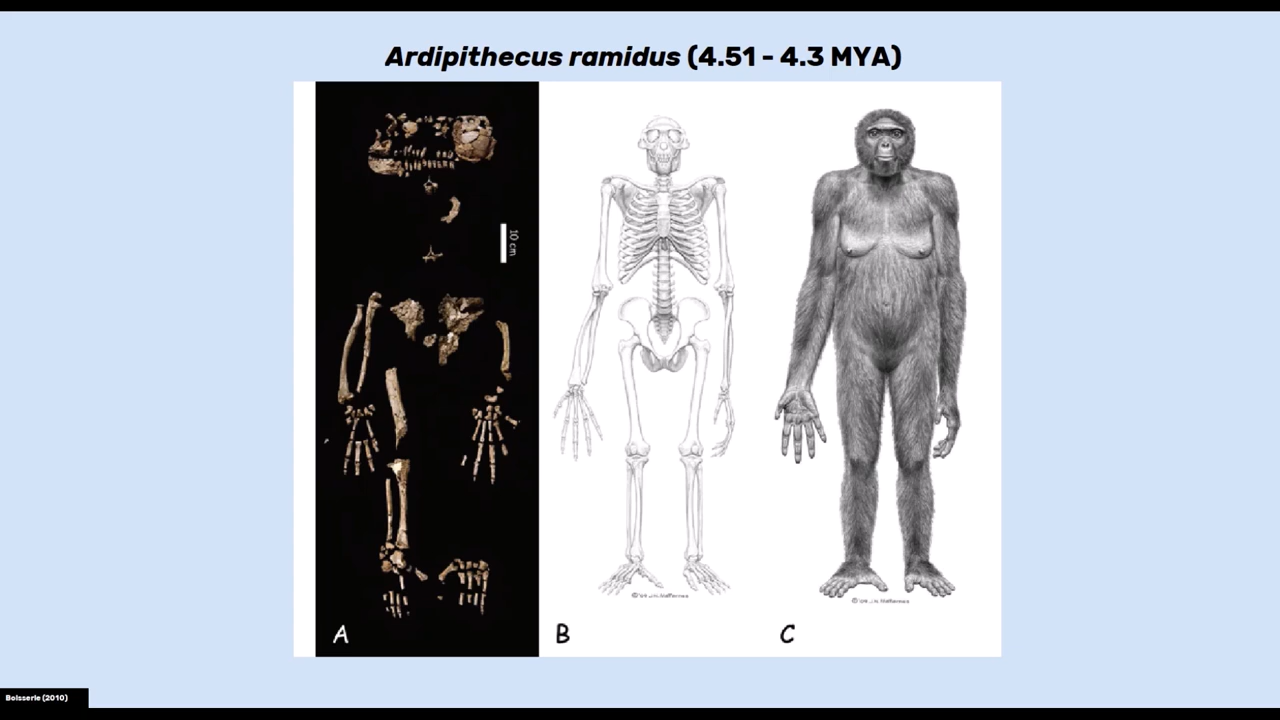 Ardipithecus ramidus (4.51 - 4.3 MYA)
10 cm
A
B
C
Boisserie (2010)